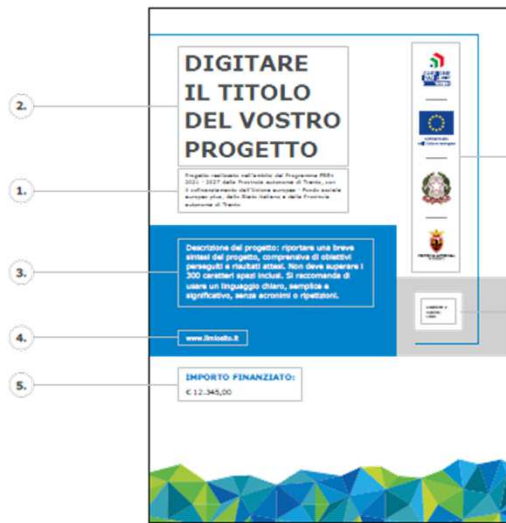 2.
DIGITARE
IL TITOLO
DEL VOSTRO
PROGETTO
1.
Progetto realizzato nell'ambito del Programma FSE+
2021 - 2027 della Provincia autonoma di Trento, con
il cofinanziamento dell'Unione europea - Fondo sociale
europeo plus, dello Stato italiano e della Provincia
autonoma di Trento
3.
Descrizione del progetto: riportare una breve
sintesi del progetto, comprensiva di obiettivi
perseguiti e risultati attesi. Non deve superare i
300 caratteri spazi inclusi. Si raccomanda di
usare un linguaggio chiaro, semplice e
significativo, senza acronimi o ripetizioni.
4.
www.ilmiosito.it
5.
IMPORTO FINANZIATO:
€ 12.345,00